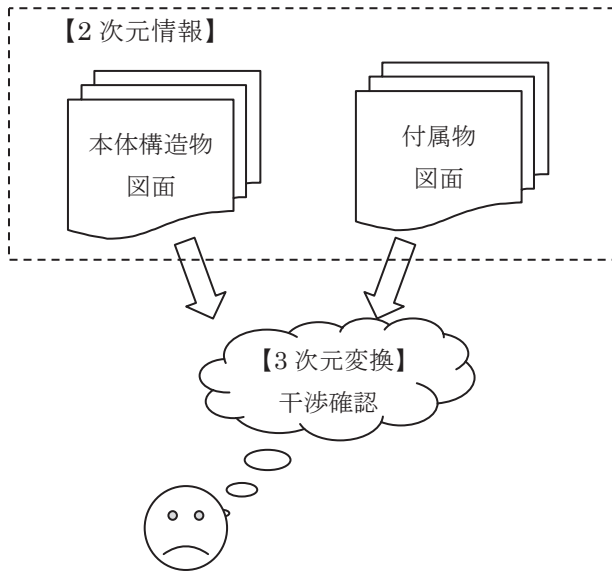 【2 次元情報】
本体構造物
図面
付属物
図面
【3 次元変換】
干渉確認